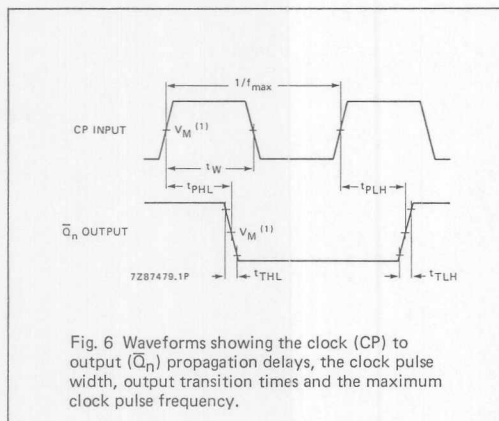 1/fmax
CP INPUT
VM (1)
tW
tPHL
tPLH
Q̅n OUTPUT
VM (1)
7Z87479.1P
tTHL
tTLH
Fig. 6 Waveforms showing the clock (CP) to
output (Q̅n) propagation delays, the clock pulse
width, output transition times and the maximum
clock pulse frequency.